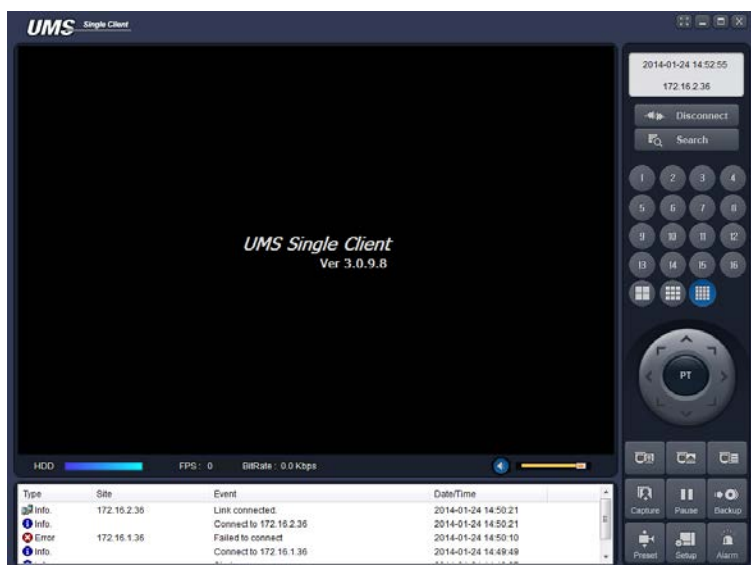 UMS Single Client
2014-01-24 14:52:55
172.16.2.36
Disconnect
Search
1 2 3 4
5 6 7 8
9 10 11 12
13 14 15 16
UMS Single Client
Ver 3.0.9.8
PT
HDD FPS : 0 BitRate : 0.0 Kbps
Capture Pause Backup
Preset Setup Alarm
Type Site Event Date/Time
Info. 172.16.2.36 Link connected. 2014-01-24 14:50:21
Info. Connect to 172.16.2.36 2014-01-24 14:50:21
Error 172.16.1.36 Failed to connect 2014-01-24 14:50:10
Info. Connect to 172.16.1.36 2014-01-24 14:49:49